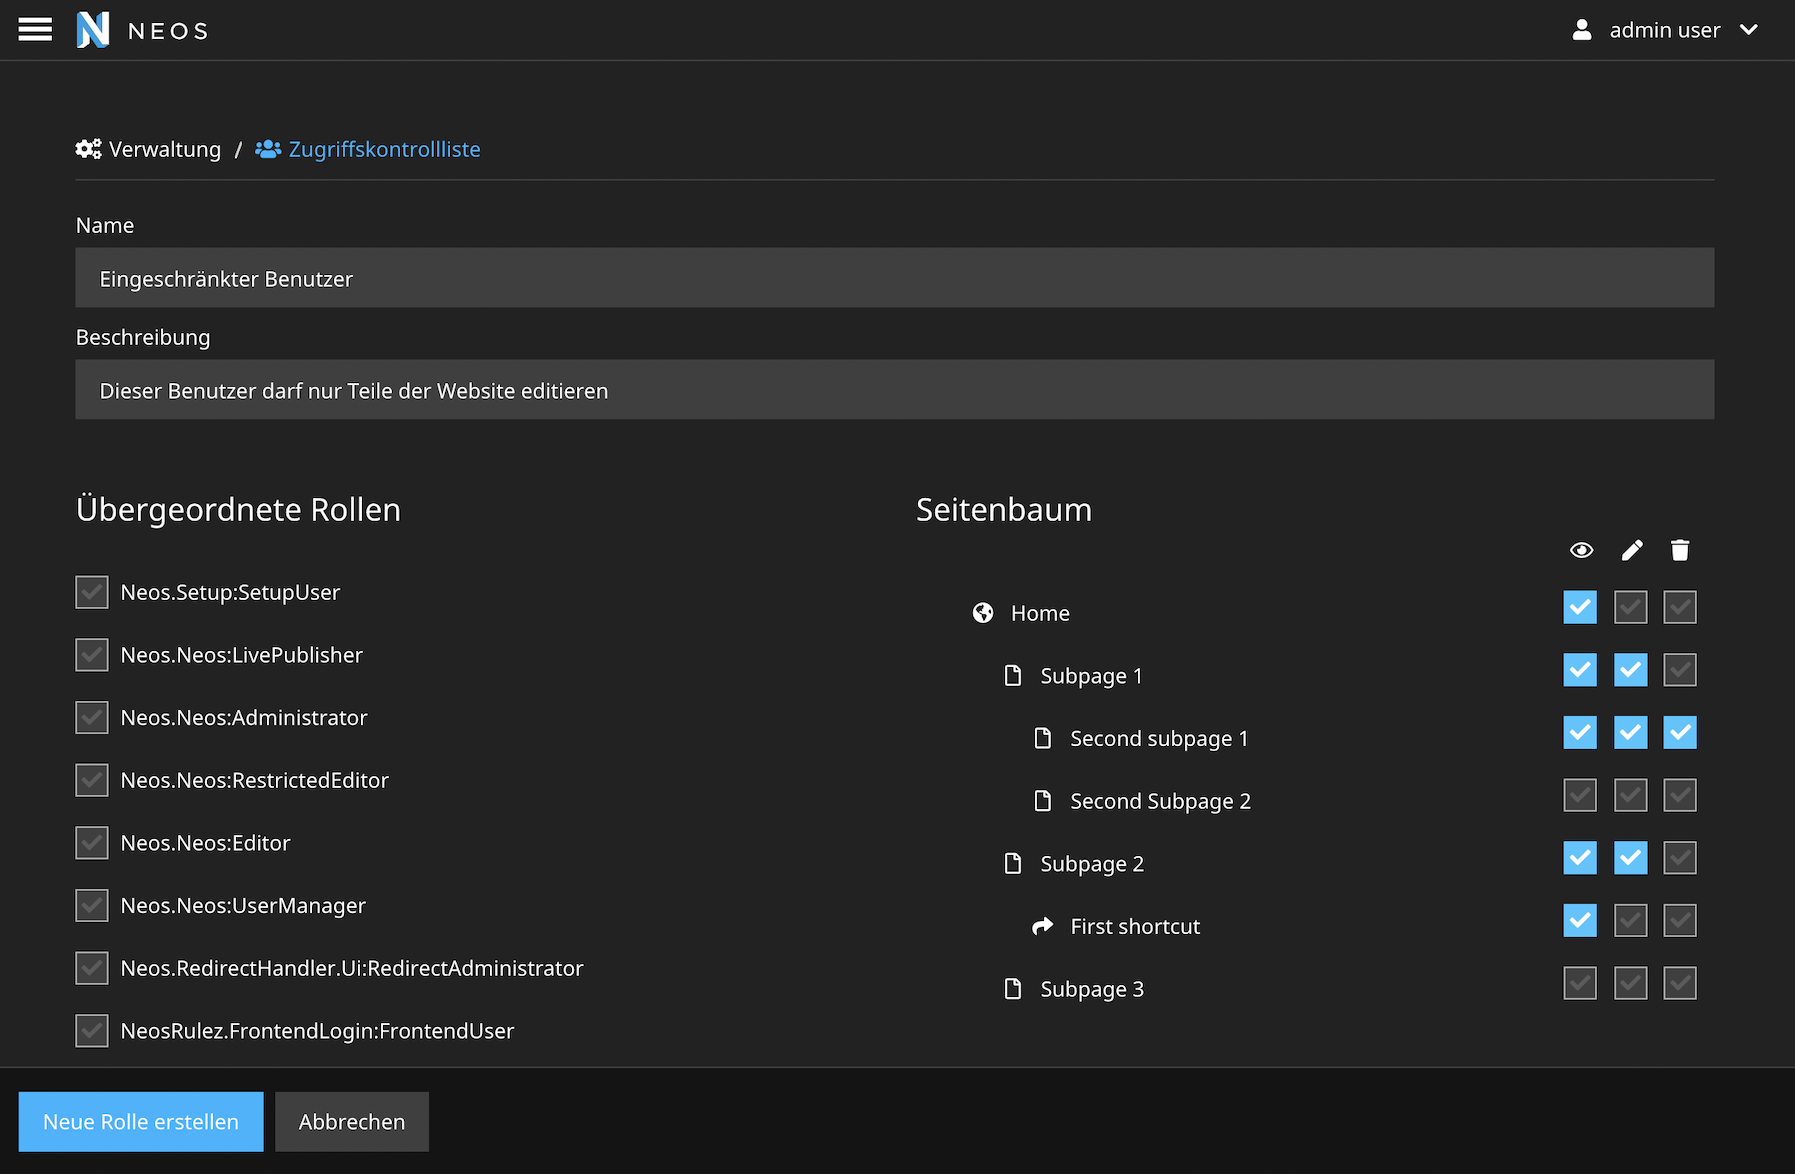 NEOS
admin user
Verwaltung / Zugriffskontrollliste
Name
Eingeschränkter Benutzer
Beschreibung
Dieser Benutzer darf nur Teile der Website editieren
Übergeordnete Rollen
Neos.Setup:SetupUser
Neos.Neos:LivePublisher
Neos.Neos:Administrator
Neos.Neos:RestrictedEditor
Neos.Neos:Editor
Neos.Neos:UserManager
Neos.RedirectHandler.Ui:RedirectAdministrator
NeosRulez.FrontendLogin:FrontendUser
Seitenbaum
Home
Subpage 1
Second subpage 1
Second Subpage 2
Subpage 2
First shortcut
Subpage 3
Neue Rolle erstellen
Abbrechen